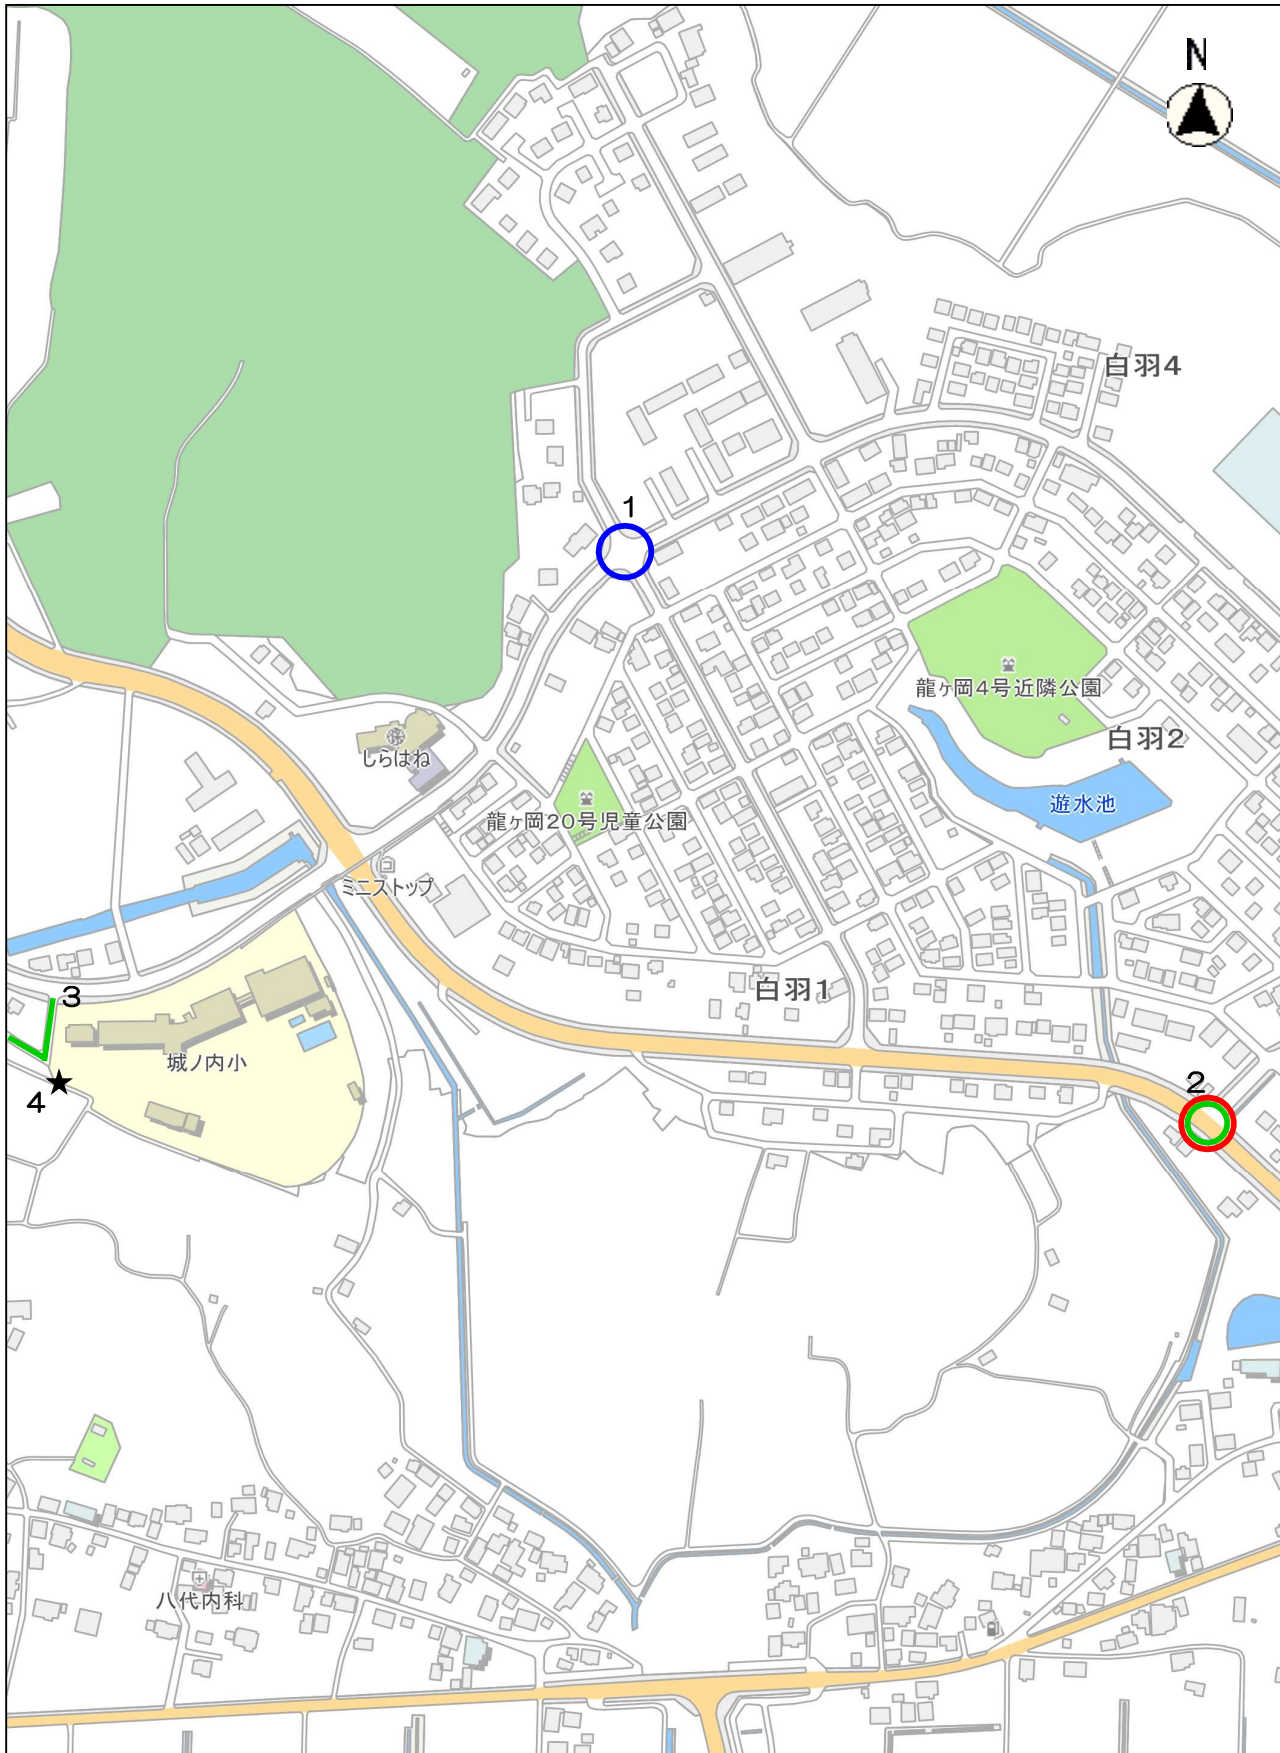 N
白羽4
1
龍ヶ岡4号近隣公園
白羽2
しらはね
遊水池
龍ヶ岡20号児童公園
ミニストップ
白羽1
3
城ノ内小
4
2
八代内科